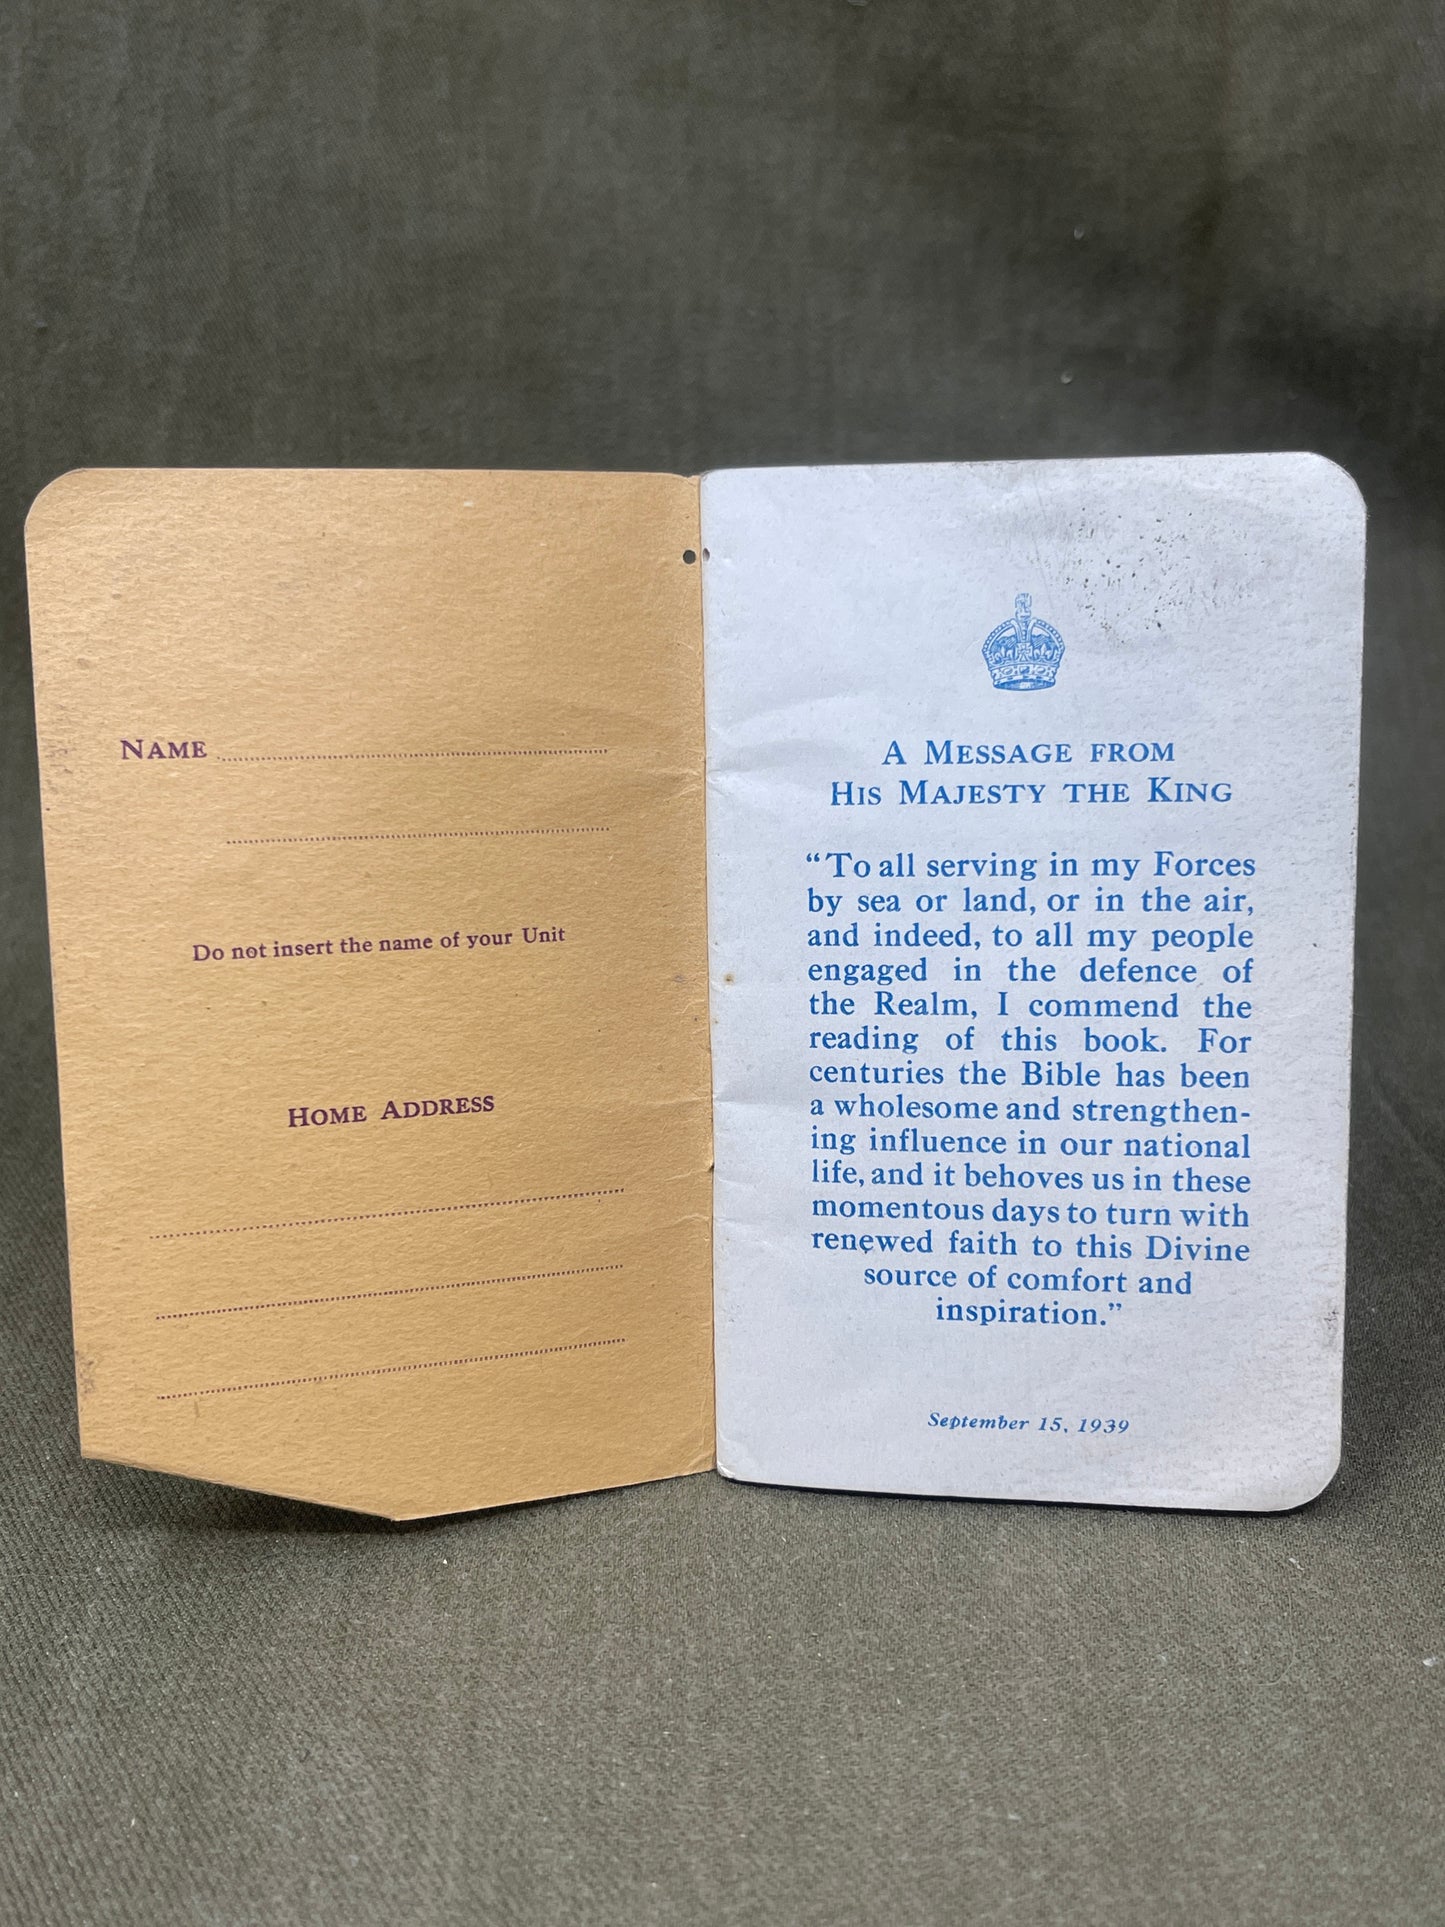 NAME
Do not insert the name of your Unit
HOME ADDRESS
A MESSAGE FROM
HIS MAJESTY THE KING
“To all serving in my Forces
by sea or land, or in the air,
and indeed, to all my people
engaged in the defence of
the Realm, I commend the
reading of this book. For
centuries the Bible has been
a wholesome and strengthen-
ing influence in our national
life, and it behoves us in these
momentous days to turn with
renewed faith to this Divine
source of comfort and
inspiration.”
September 15, 1939